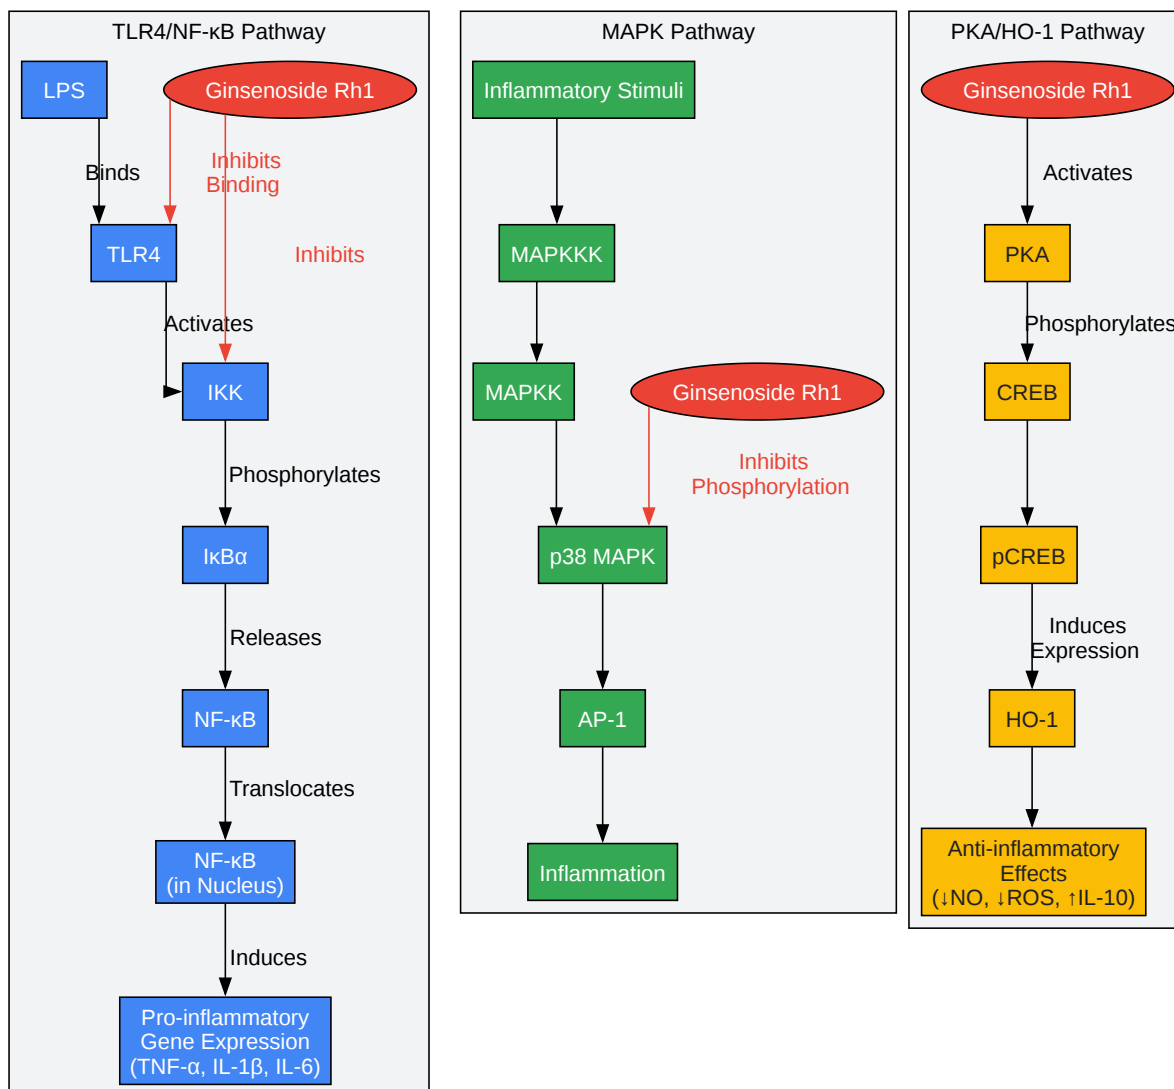 TLR4/NF-κB Pathway
LPS
Ginsenoside Rh1
Binds
Inhibits
Binding
TLR4
Inhibits
Activates
IKK
Phosphorylates
IκBα
Releases
NF-κB
Translocates
NF-κB
(in Nucleus)
Induces
Pro-inflammatory
Gene Expression
(TNF-α, IL-1β, IL-6)
MAPK Pathway
Inflammatory Stimuli
MAPKKK
MAPKK
Ginsenoside Rh1
Inhibits
Phosphorylation
p38 MAPK
AP-1
Inflammation
PKA/HO-1 Pathway
Ginsenoside Rh1
Activates
PKA
Phosphorylates
CREB
pCREB
Induces
Expression
HO-1
Anti-inflammatory
Effects
(↓NO, ↓ROS, ↑IL-10)